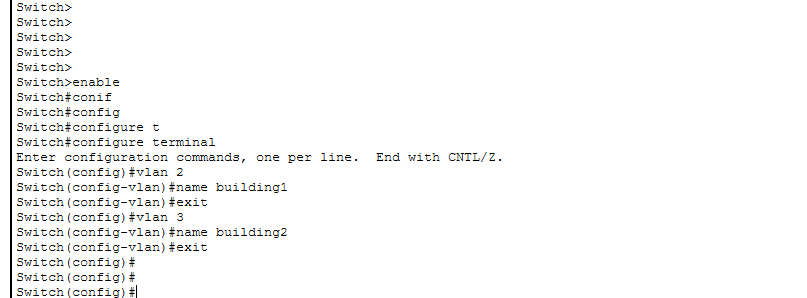 Switch>
Switch>
Switch>
Switch>
Switch>
Switch>enable
Switch#conif
Switch#config
Switch#configure t
Switch#configure terminal
Enter configuration commands, one per line.  End with CNTL/Z.
Switch(config)#vlan 2
Switch(config-vlan)#name building1
Switch(config-vlan)#exit
Switch(config)#vlan 3
Switch(config-vlan)#name building2
Switch(config-vlan)#exit
Switch(config)#
Switch(config)#
Switch(config)#